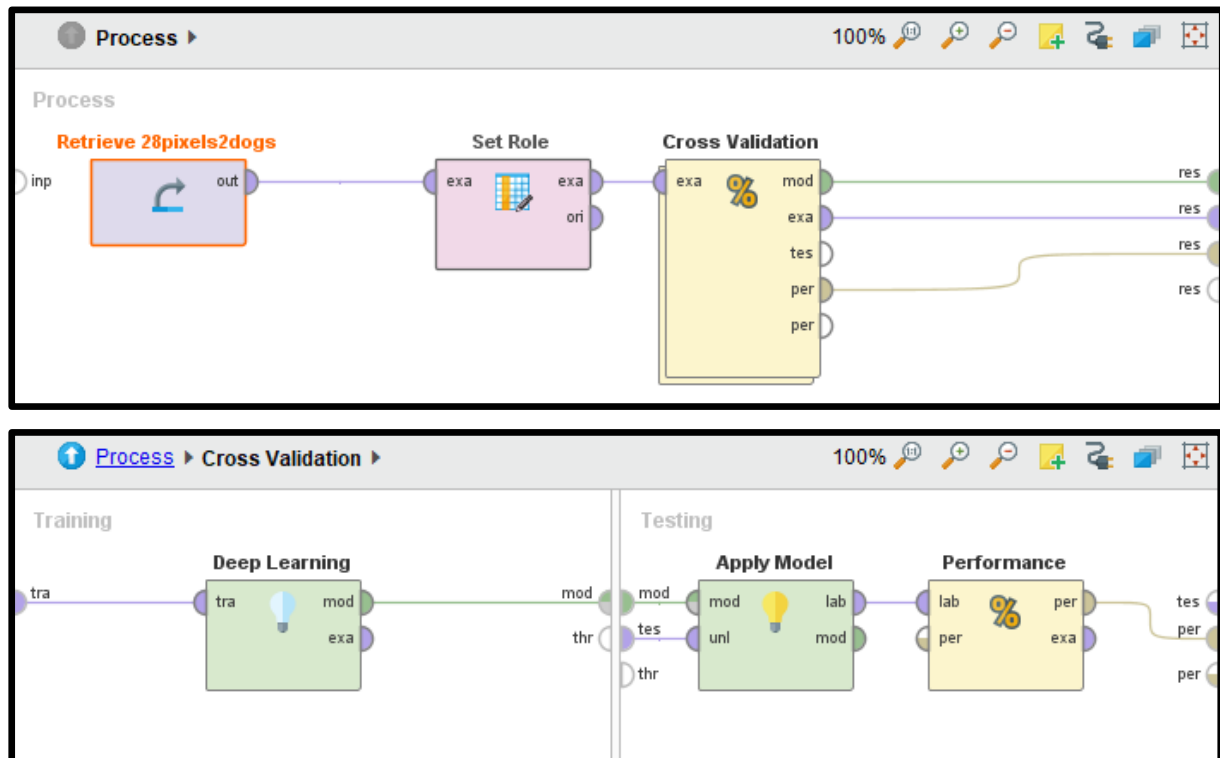 Process
100%
Process
Retrieve 28pixels2dogs
Set Role
Cross Validation
inp
out
exa
exa
ori
exa
mod
exa
tes
per
per
res
res
res
res
Process Cross Validation
100%
Training
Testing
Deep Learning
Apply Model
Performance
tra
tra
mod
exa
mod
thr
mod
tes
thr
mod
unl
lab
mod
lab
per
per
exa
tes
per
per